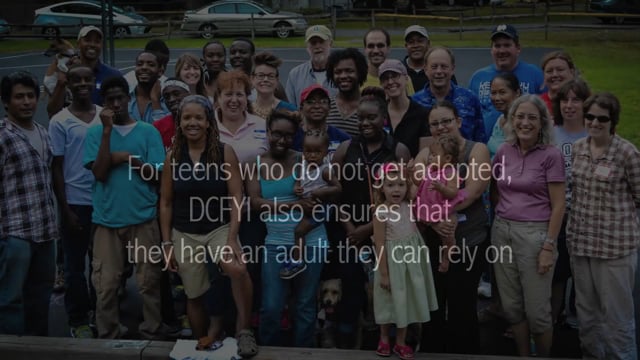 For teens who do not get adopted,
DCFYI also ensures that
they have an adult they can rely on